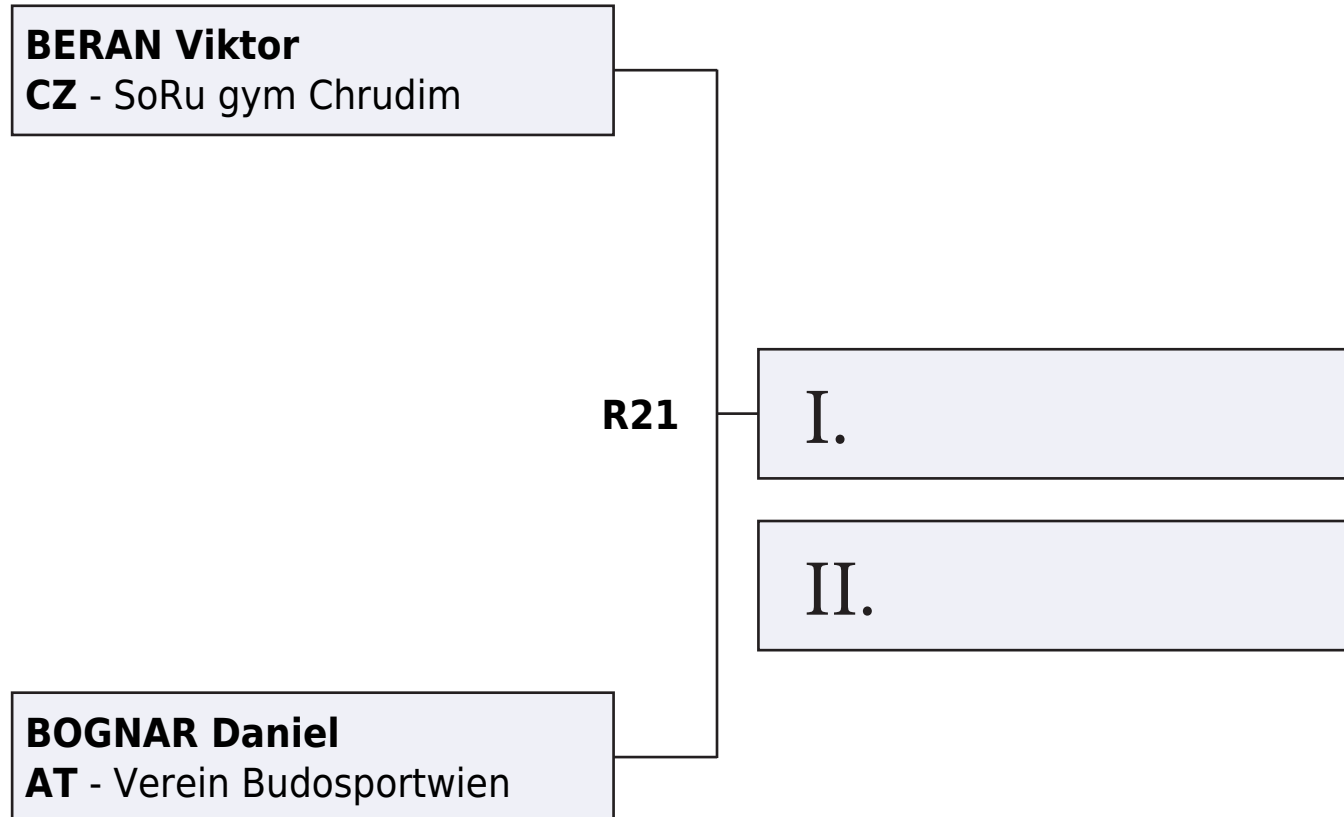 BERAN Viktor
CZ - SoRu gym Chrudim
R21
I.
II.
BOGNAR Daniel
AT - Verein Budosportwien